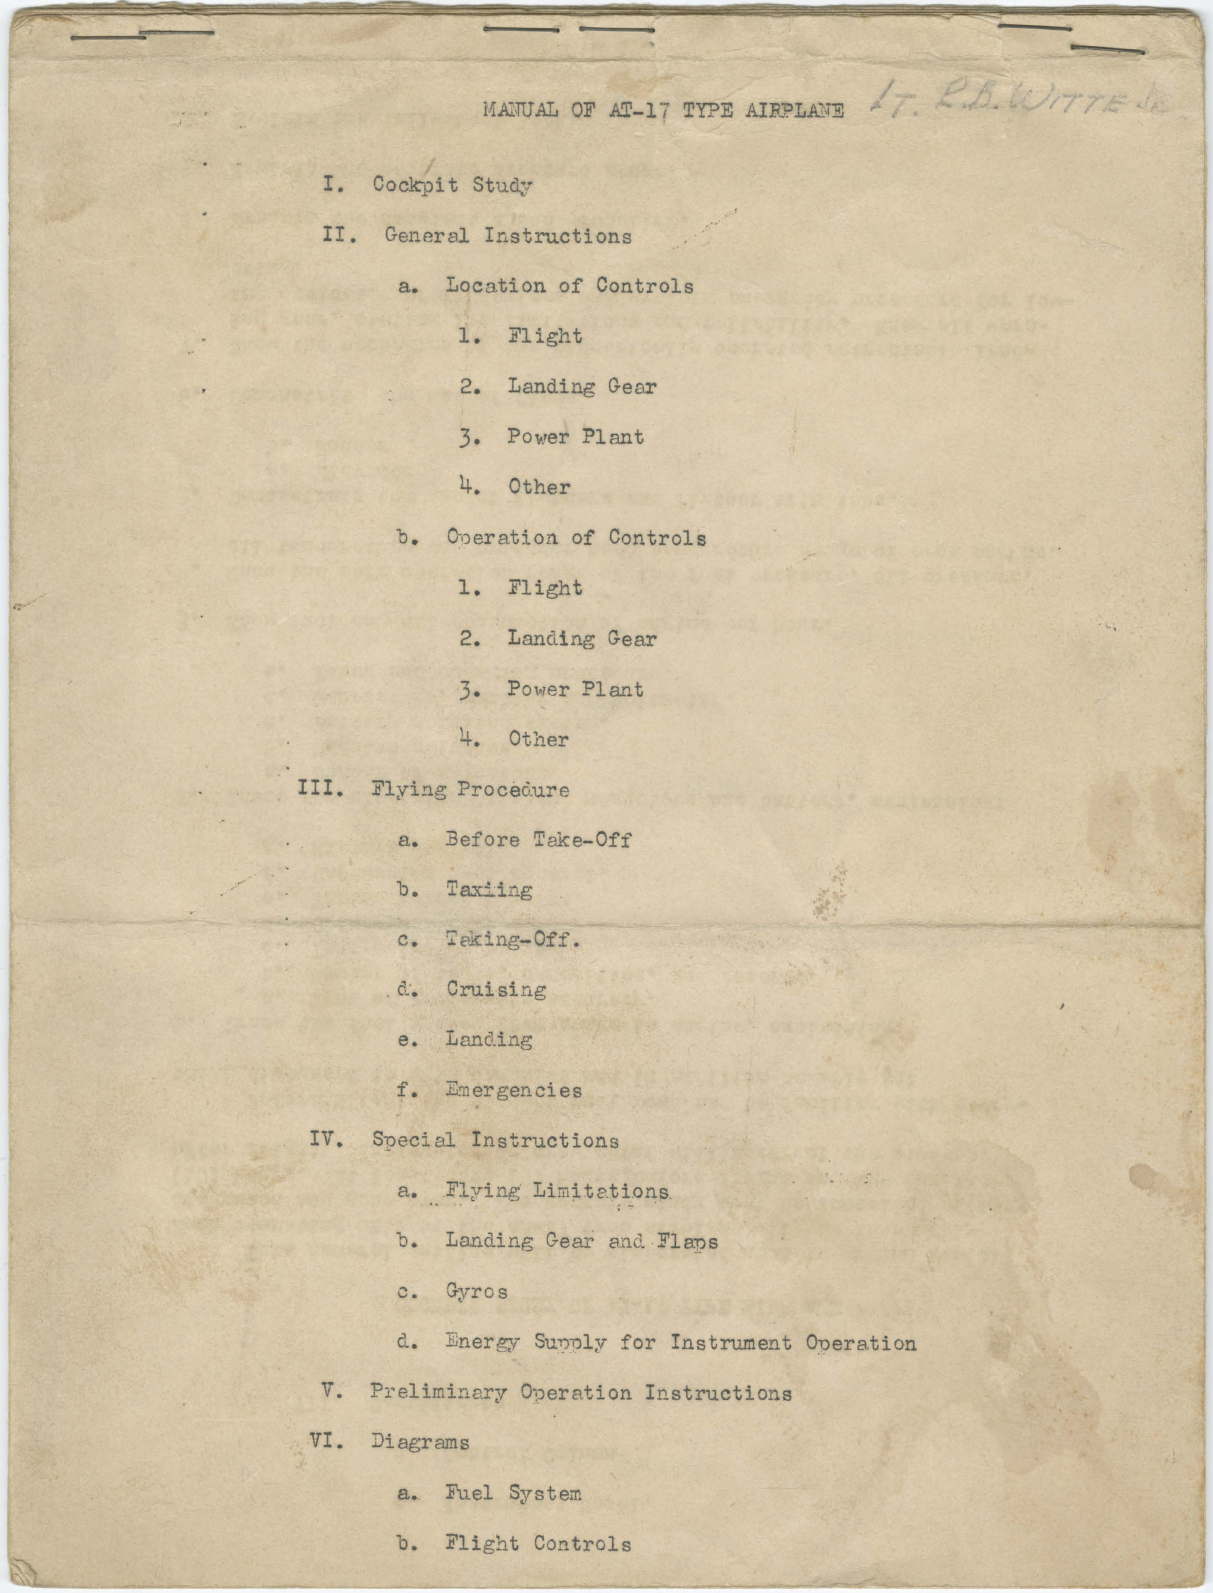 MANUAL OF AT-17 TYPE AIRPLANE LT. L.B. WITTE JR.
I. Cockpit Study
II. General Instructions
a. Location of Controls
1. Flight
2. Landing Gear
3. Power Plant
4. Other
b. Operation of Controls
1. Flight
2. Landing Gear
3. Power Plant
4. Other
III. Flying Procedure
a. Before Take-Off
b. Taxiing
c. Taking-Off.
d. Cruising
e. Landing
f. Emergencies
IV. Special Instructions
a. Flying Limitations
b. Landing Gear and Flaps
c. Gyros
d. Energy Supply for Instrument Operation
V. Preliminary Operation Instructions
VI. Diagrams
a. Fuel System
b. Flight Controls